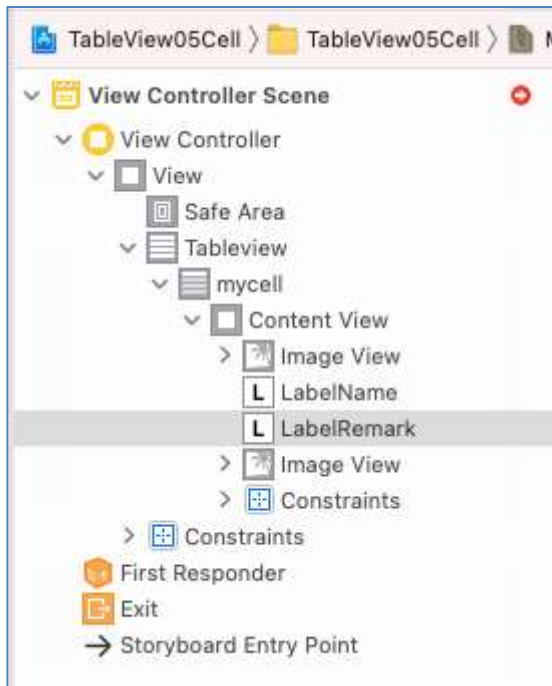 TableView05Cell 〉 TableView05Cell 〉 M
View Controller Scene
View Controller
View
Safe Area
Tableview
mycell
Content View
Image View
L LabelName
L LabelRemark
Image View
Constraints
Constraints
First Responder
Exit
Storyboard Entry Point